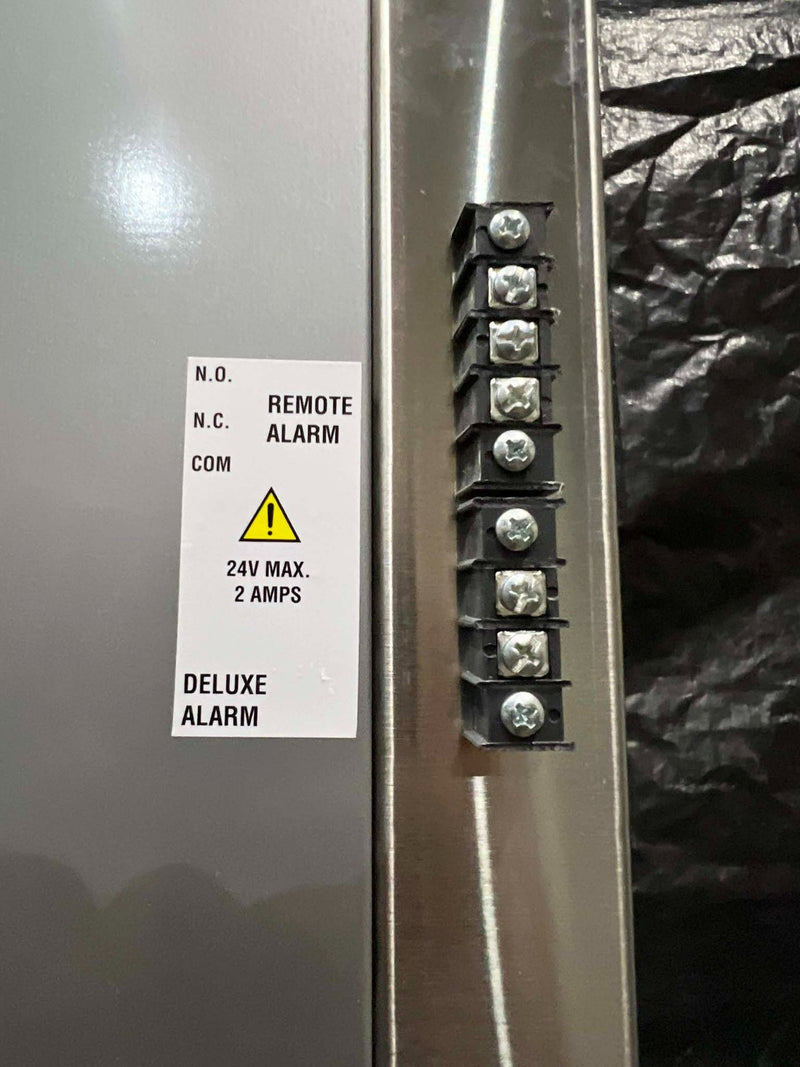 N.O.
N.C.
REMOTE
ALARM
COM
24V MAX.
2 AMPS
DELUXE
ALARM